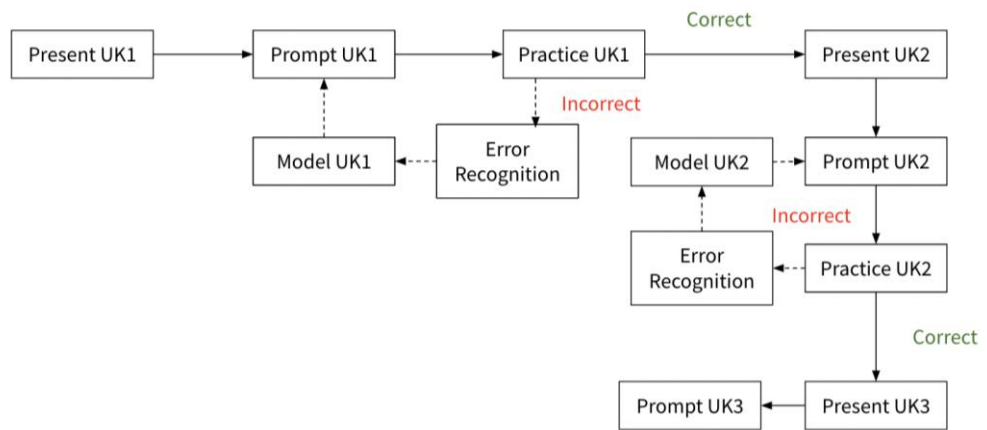 Correct
Present UK1
Prompt UK1
Practice UK1
Present UK2
Incorrect
Model UK1
Error
Recognition
Model UK2
Prompt UK2
Incorrect
Error
Recognition
Practice UK2
Correct
Prompt UK3
Present UK3